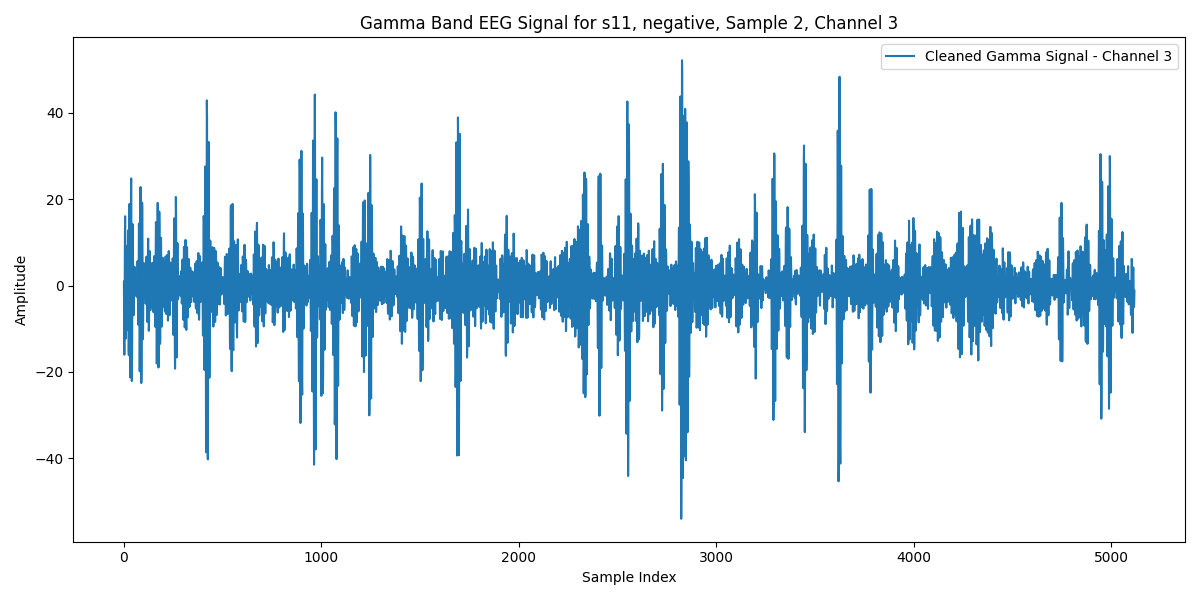 Gamma Band EEG Signal for s11, negative, Sample 2, Channel 3
Cleaned Gamma Signal - Channel 3
Amplitude
40
20
0
−20
−40
0 1000 2000 3000 4000 5000
Sample Index